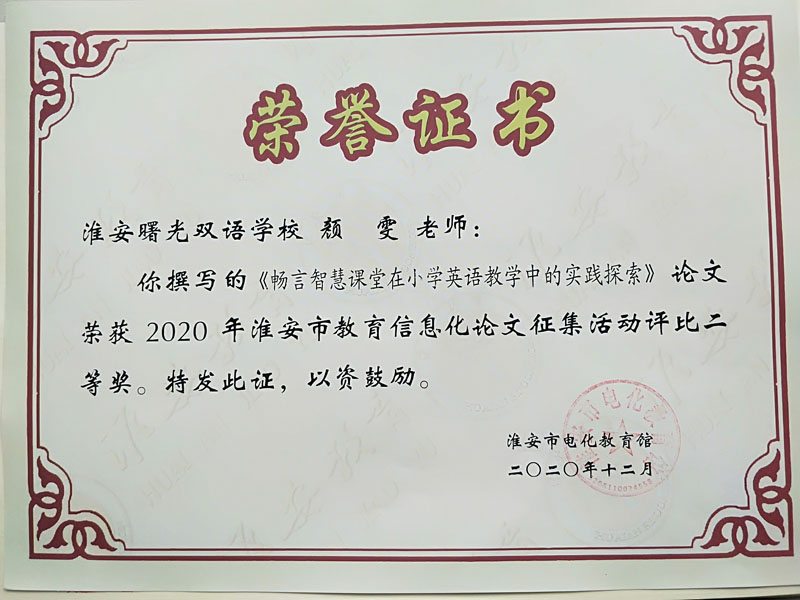 荣誉证书
淮安曙光双语学校 颜 雯 老师：
你撰写的《畅言智慧课堂在小学英语教学中的实践探索》论文
荣获 2020 年淮安市教育信息化论文征集活动评比二
等奖。特发此证，以资鼓励。
淮安市电化教育馆
二〇二〇年十二月